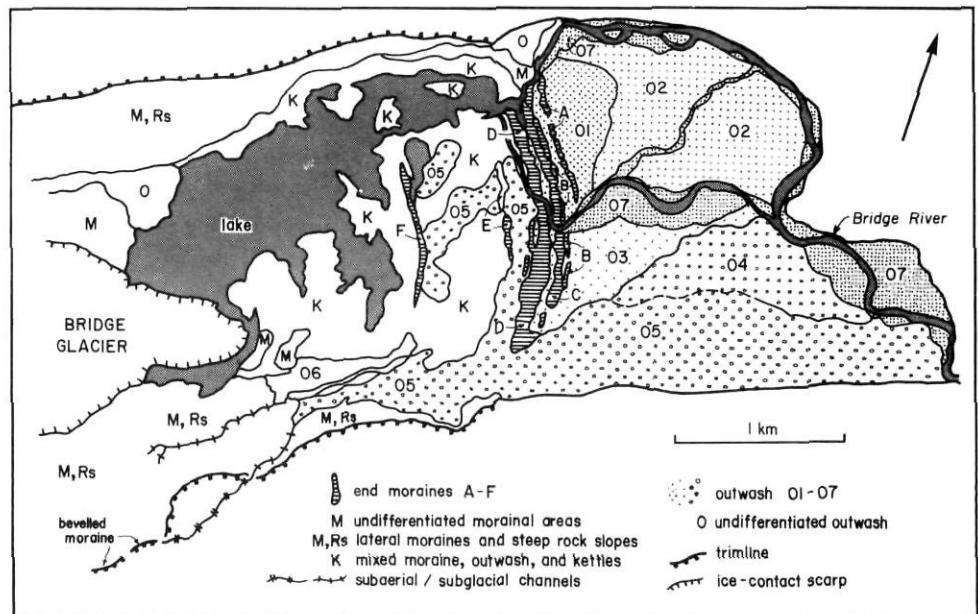 O
M
O7
K
K
K
K
M, Rs
K
D
A
O2
O1
O2
K
O5
K
O
lake
B
O7
M
K
O5
O5
E
Bridge River
F
B
O3
O7
O4
K
K
C
BRIDGE
GLACIER
D
O5
M
M
O6
O5
M, Rs
M, Rs
1 km
M, Rs
end moraines A-F
outwash O1-O7
M undifferentiated morainal areas
O undifferentiated outwash
M,Rs lateral moraines and steep rock slopes
trimline
bevelled
moraine
K mixed moraine, outwash, and kettles
subaerial / subglacial channels
ice-contact scarp